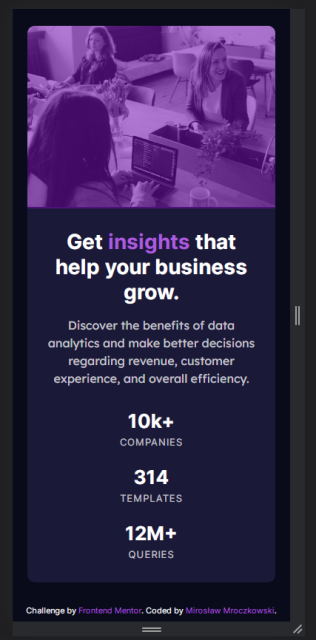 Get insights that
help your business
grow.
Discover the benefits of data
analytics and make better decisions
regarding revenue, customer
experience, and overall efficiency.
10k+
COMPANIES
314
TEMPLATES
12M+
QUERIES
Challenge by Frontend Mentor. Coded by Mirosław Mroczkowski.